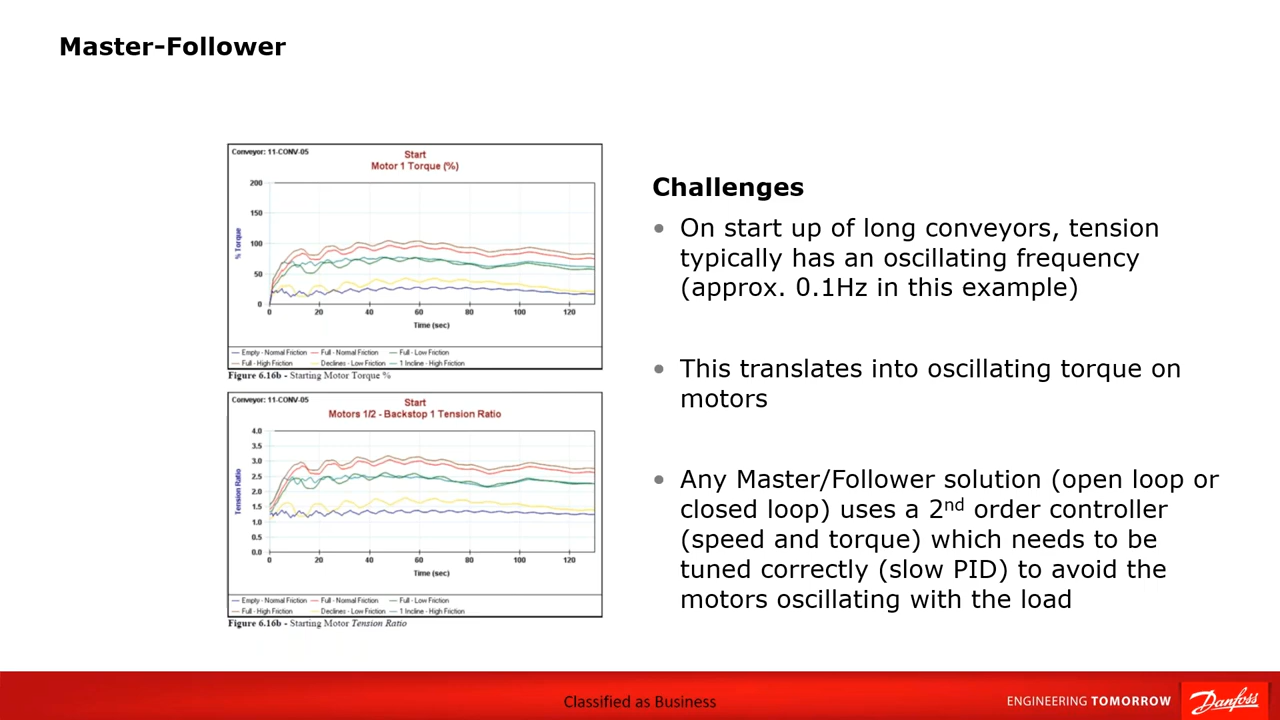 Master-Follower
Conveyor: 11-CONV-05
Start
Motor 1 Torque (%)
% Torque
200
150
100
50
0
0 20 40 60 80 100 120
Time (sec)
Empty - Normal Friction Full - Normal Friction Full - Low Friction
Full - High Friction Declines - Low Friction 1 Incline - High Friction
Figure 6.16b - Starting Motor Torque %
Conveyor: 11-CONV-05
Start
Motors 1/2 - Backstop 1 Tension Ratio
Tension Ratio
4.0
3.5
3.0
2.5
2.0
1.5
1.0
0.5
0.0
0 20 40 60 80 100 120
Time (sec)
Empty - Normal Friction Full - Normal Friction Full - Low Friction
Full - High Friction Declines - Low Friction 1 Incline - High Friction
Figure 6.16b - Starting Motor Tension Ratio
Challenges
• On start up of long conveyors, tension
typically has an oscillating frequency
(approx. 0.1Hz in this example)
• This translates into oscillating torque on
motors
• Any Master/Follower solution (open loop or
closed loop) uses a 2nd order controller
(speed and torque) which needs to be
tuned correctly (slow PID) to avoid the
motors oscillating with the load
Classified as Business
ENGINEERING TOMORROW
Danfoss